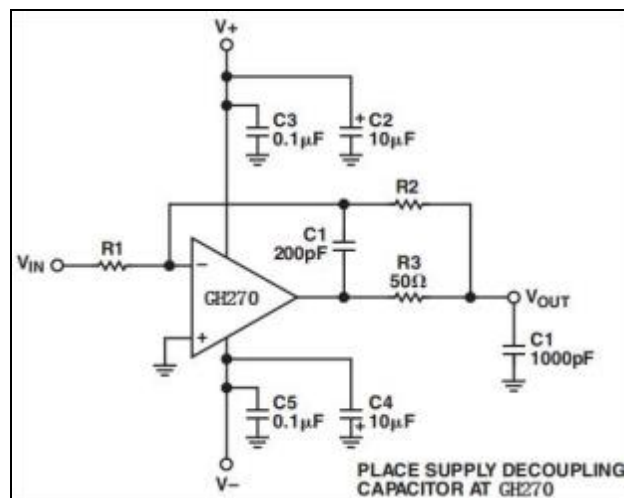 V+
C3
0.1μF
+ C2
10μF
R2
R1
C1
200pF
VIN
−
GH270
+
R3
50Ω
VOUT
C1
1000pF
C5
0.1μF
C4
+ 10μF
V−
PLACE SUPPLY DECOUPLING
CAPACITOR AT GH270